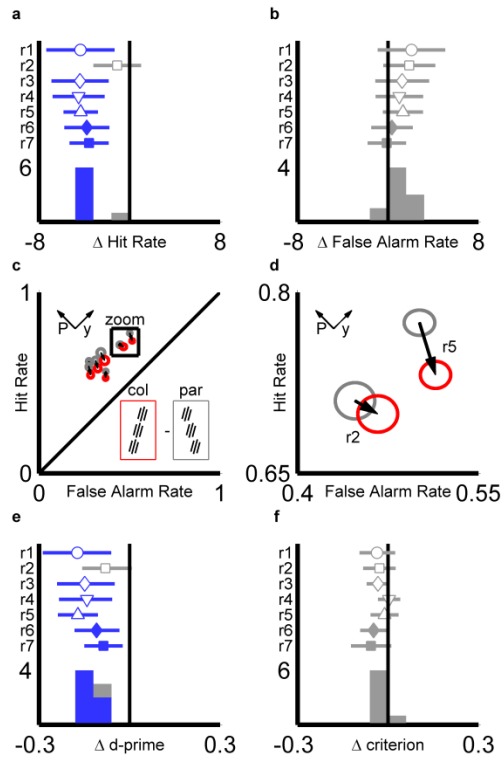 a
r1
r2
r3
r4
r5
r6
r7
6
-8 Δ Hit Rate 8
b
r1
r2
r3
r4
r5
r6
r7
4
-8 Δ False Alarm Rate 8
c
1
Hit Rate
0
P y
zoom
col par
-
0 False Alarm Rate 1
d
0.8
Hit Rate
0.65
P y
r5
r2
0.4 False Alarm Rate 0.55
e
r1
r2
r3
r4
r5
r6
r7
4
-0.3 Δ d-prime 0.3
f
r1
r2
r3
r4
r5
r6
r7
6
-0.3 Δ criterion 0.3